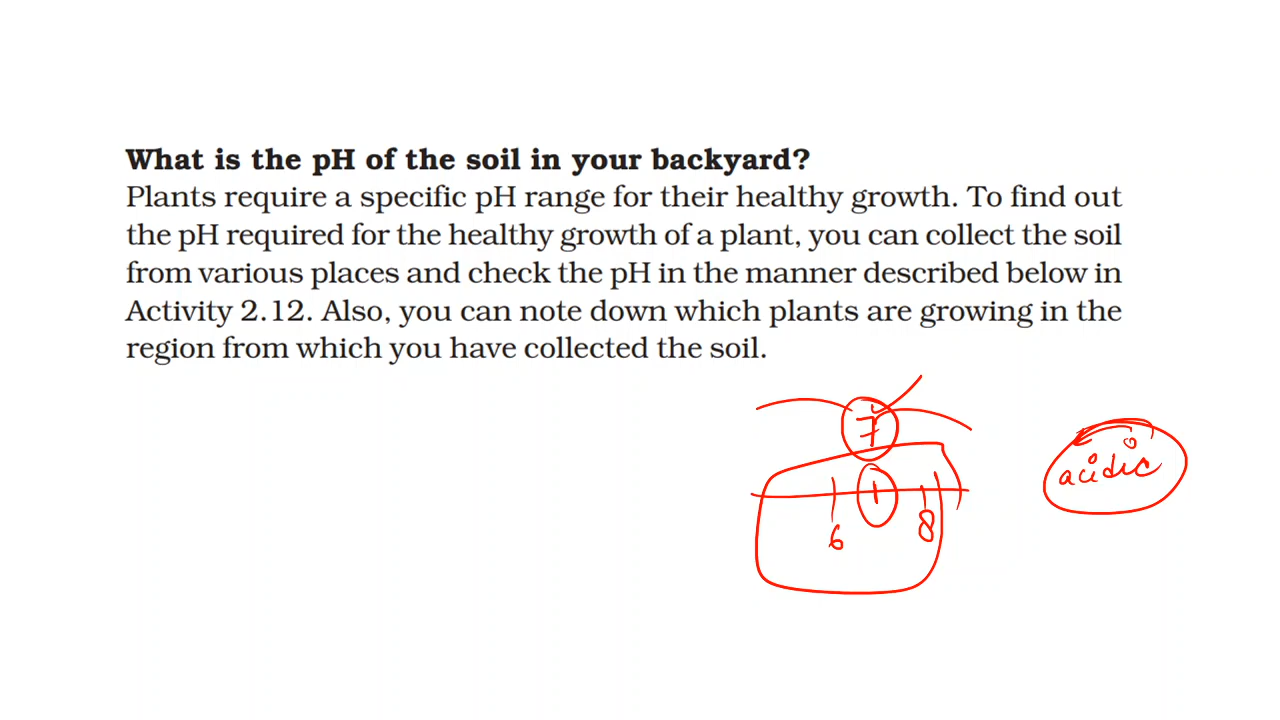 What is the pH of the soil in your backyard?
Plants require a specific pH range for their healthy growth. To find out
the pH required for the healthy growth of a plant, you can collect the soil
from various places and check the pH in the manner described below in
Activity 2.12. Also, you can note down which plants are growing in the
region from which you have collected the soil.
7
acidic
6
8